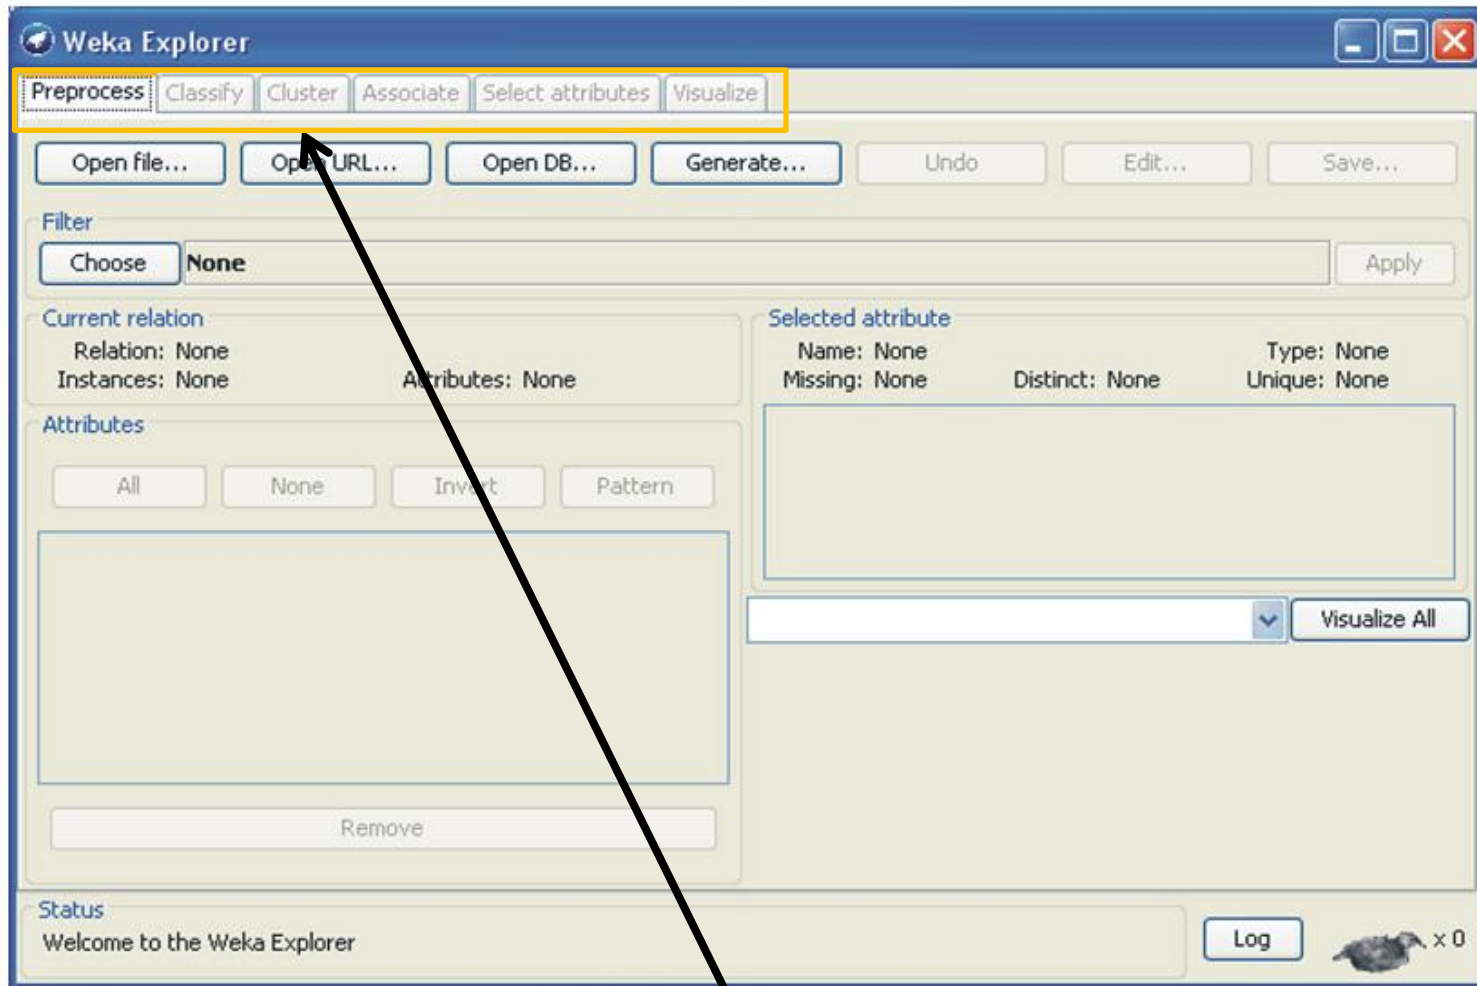 Weka Explorer
Preprocess Classify Cluster Associate Select attributes Visualize
Open file... Open URL... Open DB... Generate... Undo Edit... Save...
Filter
Choose None Apply
Current relation
Relation: None
Instances: None Attributes: None
Selected attribute
Name: None Type: None
Missing: None Distinct: None Unique: None
Attributes
All None Invert Pattern
Visualize All
Remove
Status
Welcome to the Weka Explorer
Log x 0